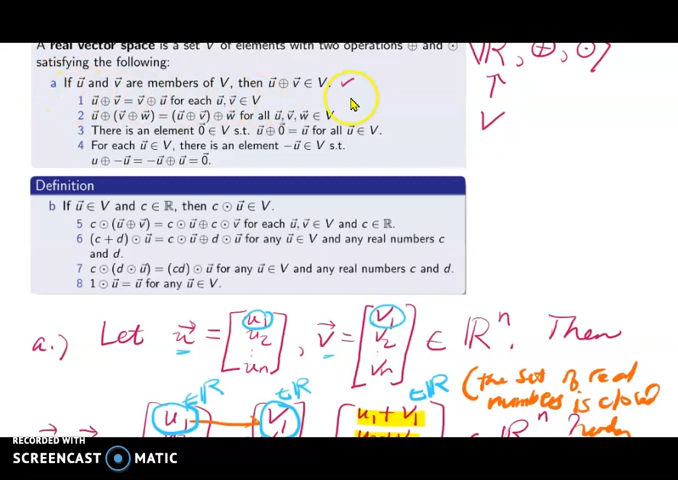 A real vector space is a set V of elements with two operations ⊕ and ⊙
satisfying the following:
a If u⃗ and v⃗ are members of V, then u⃗ ⊕ v⃗ ∈ V. ✓
1 u⃗ ⊕ v⃗ = v⃗ ⊕ u⃗ for each u⃗, v⃗ ∈ V
2 u⃗ ⊕ (v⃗ ⊕ w⃗) = (u⃗ ⊕ v⃗) ⊕ w⃗ for all u⃗, v⃗, w⃗ ∈ V.
3 There is an element 0⃗ ∈ V s.t. u⃗ ⊕ 0⃗ = u⃗ for all u⃗ ∈ V.
4 For each u⃗ ∈ V, there is an element −u⃗ ∈ V s.t.
u ⊕ −u⃗ = −u⃗ ⊕ u⃗ = 0⃗.
(ℝ, ⊕, ⊙)
↑
V
Definition
b If u⃗ ∈ V and c ∈ ℝ, then c ⊙ u⃗ ∈ V.
5 c ⊙ (u⃗ ⊕ v⃗) = c ⊙ u⃗ ⊕ c ⊙ v⃗ for each u⃗, v⃗ ∈ V and c ∈ ℝ.
6 (c + d) ⊙ u⃗ = c ⊙ u⃗ ⊕ d ⊙ u⃗ for any u⃗ ∈ V and any real numbers c
and d.
7 c ⊙ (d ⊙ u⃗) = (cd) ⊙ u⃗ for any u⃗ ∈ V and any real numbers c and d.
8 1 ⊙ u⃗ = u⃗ for any u⃗ ∈ V.
a.) Let u⃗ = [u₁ u₂ ⋮ uₙ], v⃗ = [v₁ v₂ ⋮ vₙ] ∈ ℝⁿ. Then
(the set of real
numbers is closed
∈ℝ ∈ℝ ∈ℝ
u₁ v₁ u₁ + v₁
∈ ℝⁿ under
RECORDED WITH
SCREENCAST MATIC